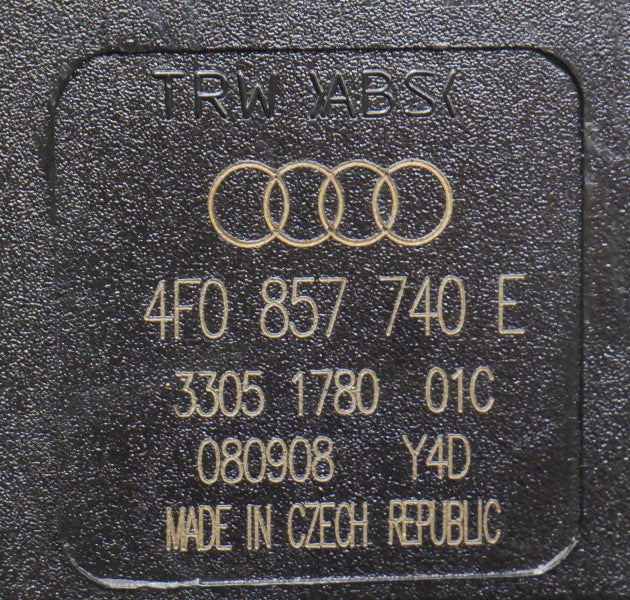 TRW >ABS<
4F0 857 740 E
3305 1780 01C
080908 Y4D
MADE IN CZECH REPUBLIC